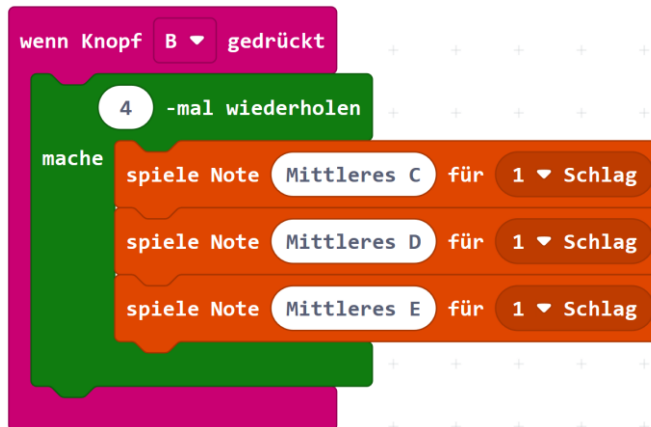 wenn Knopf B gedrückt
4 -mal wiederholen
mache
spiele Note Mittleres C für 1 Schlag
spiele Note Mittleres D für 1 Schlag
spiele Note Mittleres E für 1 Schlag